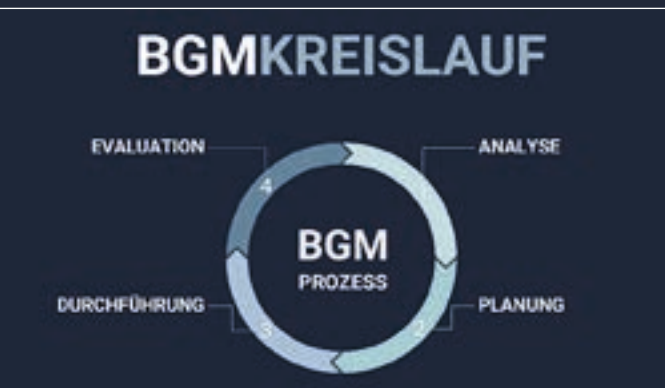 BGMKREISLAUF
EVALUATION
ANALYSE
4
BGM
PROZESS
DURCHFÜHRUNG
PLANUNG
3
2